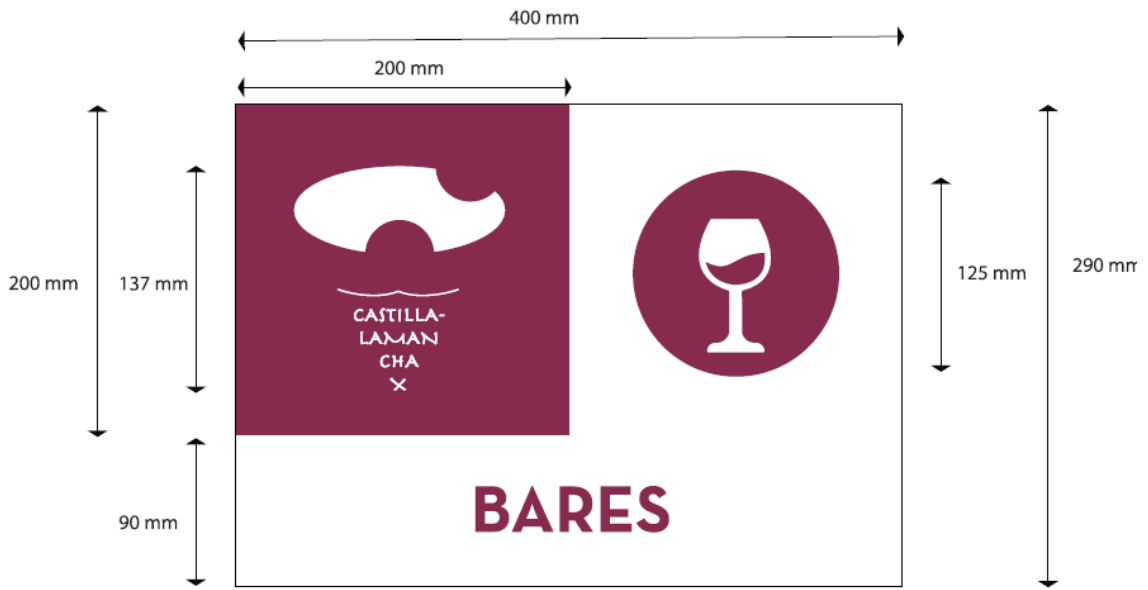 400 mm
200 mm
200 mm
137 mm
125 mm
290 mm
CASTILLA-
LAMAN
CHA
X
90 mm
BARES